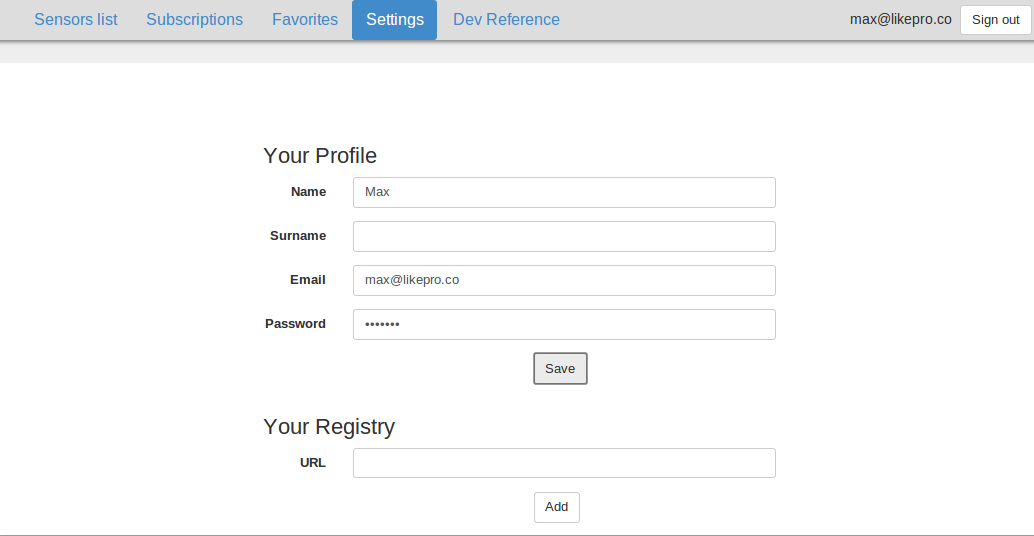 Sensors list Subscriptions Favorites Settings Dev Reference max@likepro.co Sign out
Your Profile
Name Max
Surname
Email max@likepro.co
Password •••••••
Save
Your Registry
URL
Add